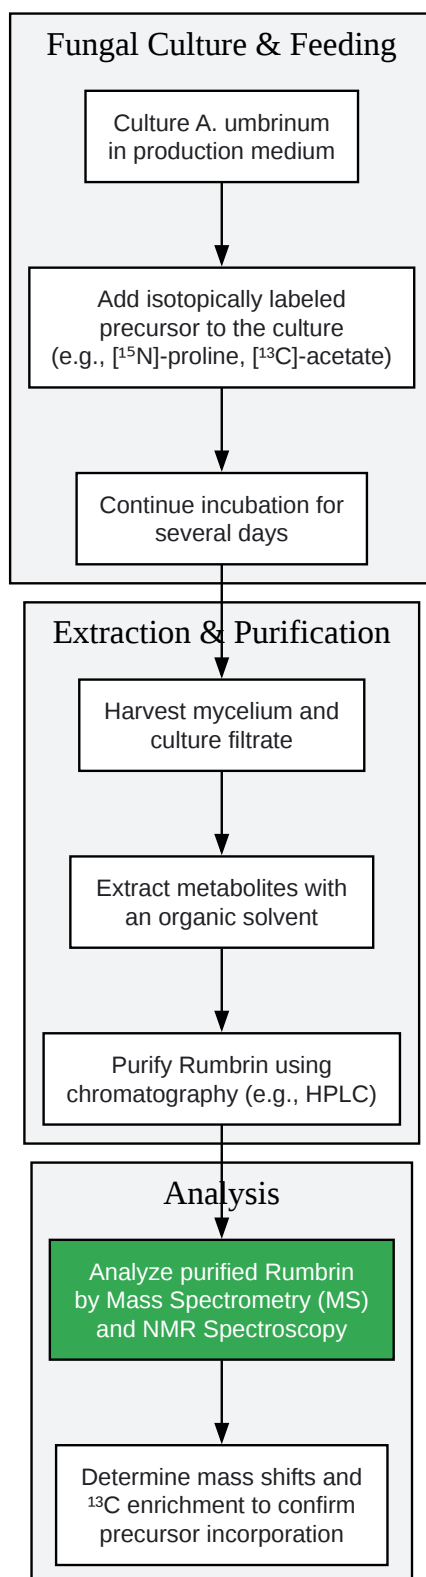 Fungal Culture & Feeding
Culture A. umbrinum
in production medium
Add isotopically labeled
precursor to the culture
(e.g., [¹⁵N]-proline, [¹³C]-acetate)
Continue incubation for
several days
Extraction & Purification
Harvest mycelium and
culture filtrate
Extract metabolites with
an organic solvent
Purify Rumbrin using
chromatography (e.g., HPLC)
Analysis
Analyze purified Rumbrin
by Mass Spectrometry (MS)
and NMR Spectroscopy
Determine mass shifts and
¹³C enrichment to confirm
precursor incorporation